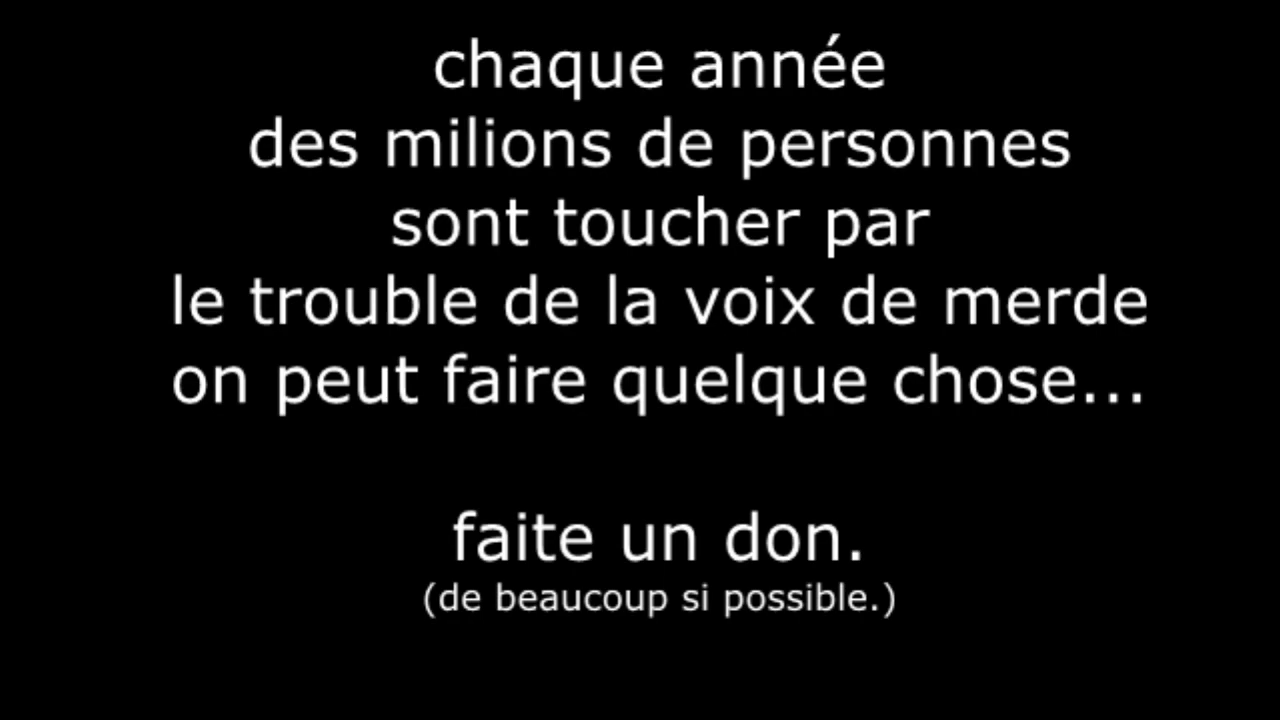 chaque année
des milions de personnes
sont toucher par
le trouble de la voix de merde
on peut faire quelque chose...
faite un don.
(de beaucoup si possible.)